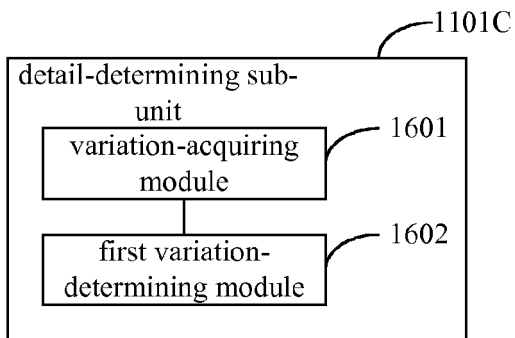 1101C
detail-determining sub-
unit
variation-acquiring
module
1601
first variation-
determining module
1602